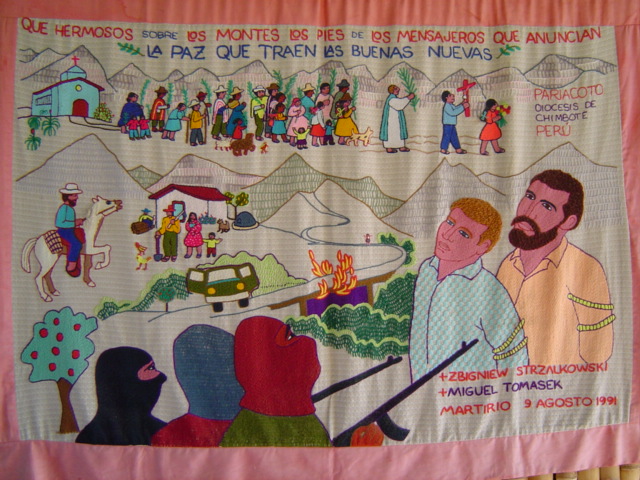 QUE HERMOSOS SOBRE LOS MONTES LOS PIES DE LOS MENSAJEROS QUE ANUNCIAN
LA PAZ QUE TRAEN LAS BUENAS NUEVAS
PARIACOTO
DIOCESIS DE
CHIMBOTE
PERÚ
+ZBIGNIEW STRZALKOWSKI
+MIGUEL TOMASEK
MARTIRIO 9 AGOSTO 1991